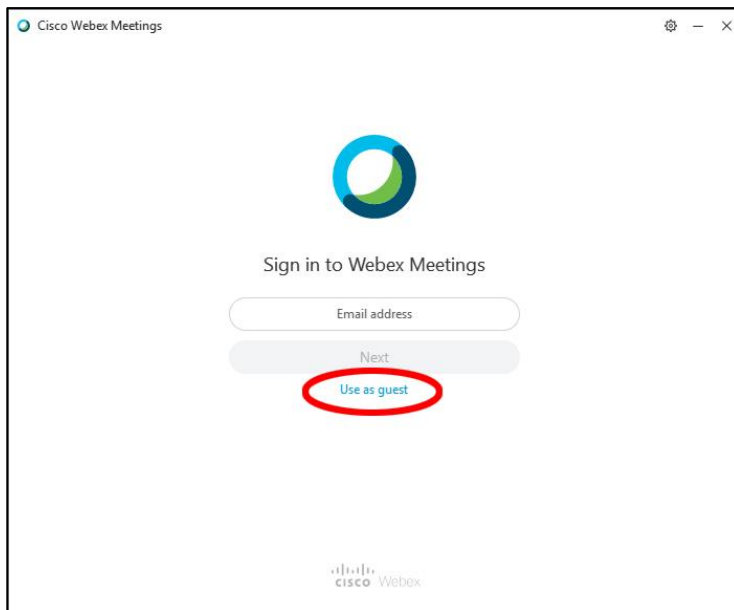 Cisco Webex Meetings
Sign in to Webex Meetings
Email address
Next
Use as guest
cisco Webex